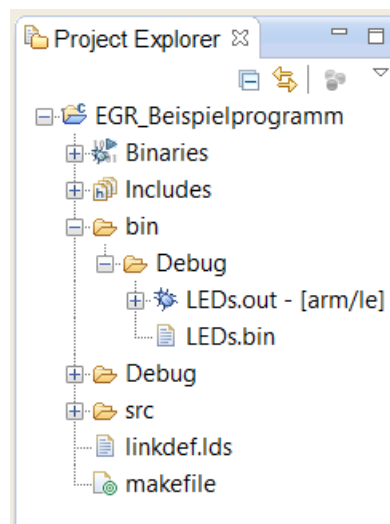 Project Explorer
EGR_Beispielprogramm
Binaries
Includes
bin
Debug
LEDs.out - [arm/le]
LEDs.bin
Debug
src
linkdef.lds
makefile